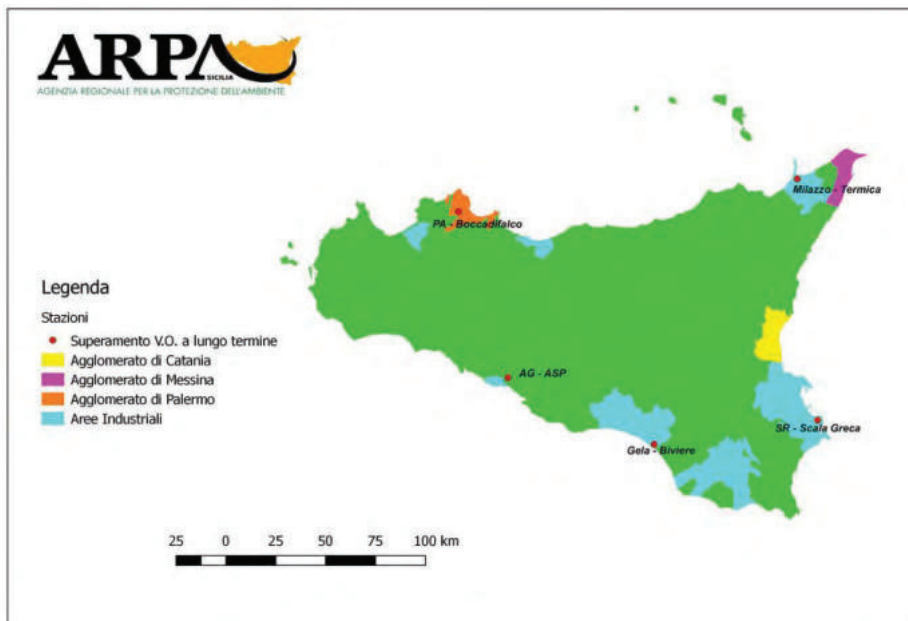 ARPA
SICILIA
AGENZIA REGIONALE PER LA PROTEZIONE DELL'AMBIENTE
Milazzo - Termica
PA - Boccadifalco
Legenda
Stazioni
Superamento V.O. a lungo termine
Agglomerato di Catania
Agglomerato di Messina
Agglomerato di Palermo
Aree Industriali
AG - ASP
SR - Scala Greca
Gela - Biviere
25 0 25 50 75 100 km